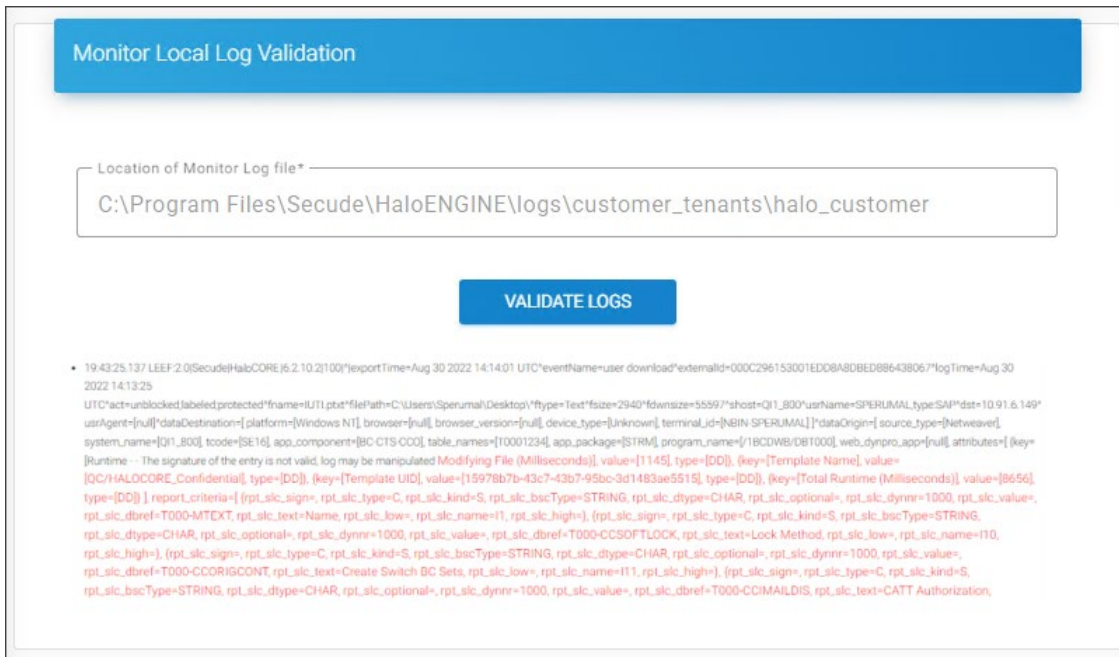 Monitor Local Log Validation
Location of Monitor Log file*
C:\Program Files\Secude\HaloENGINE\logs\customer_tenants\halo_customer
VALIDATE LOGS
• 19:43:25.137 LEEF:2.0|Secude|HaloCORE|6.2.10.2|100|^|exportTime=Aug 30 2022 14:14:01 UTC^eventName=user download^externalId=000C296153001EDD8A8DBED886438067^logTime=Aug 30
2022 14:13:25
UTC^act=unblocked,labeled,protected^fname=IUTI.ptxt^filePath=C:\Users\Sperumal\Desktop\^ftype=Text^fsize=2940^fdwnsize=55597^shost=QI1_800^usrName=SPERUMAL,type:SAP^dst=10.91.6.149^
usrAgent=[null]^dataDestination=[ platform=[Windows NT], browser=[null], browser_version=[null], device_type=[Unknown], terminal_id=[NBIN-SPERUMAL] ]^dataOrigin=[ source_type=[Netweaver],
system_name=[QI1_800], tcode=[SE16], app_component=[BC-CTS-CCO], table_names=[T0001234], app_package=[STRM], program_name=[/1BCDWB/DBT000], web_dynpro_app=[null], attributes=[ {key=
[Runtime - - The signature of the entry is not valid, log may be manipulated Modifying File (Milliseconds)], value=[1145], type=[DD]}, {key=[Template Name], value=
[QC/HALOCORE_Confidential], type=[DD]}, {key=[Template UID], value=[15978b7b-43c7-43b7-95bc-3d1483ae5515], type=[DD]}, {key=[Total Runtime (Milliseconds)], value=[8656],
type=[DD]} ], report_criteria=[ {rpt_slc_sign=, rpt_slc_type=C, rpt_slc_kind=S, rpt_slc_bscType=STRING, rpt_slc_dtype=CHAR, rpt_slc_optional=, rpt_slc_dynnr=1000, rpt_slc_value=,
rpt_slc_dbref=T000-MTEXT, rpt_slc_text=Name, rpt_slc_low=, rpt_slc_name=I1, rpt_slc_high=}, {rpt_slc_sign=, rpt_slc_type=C, rpt_slc_kind=S, rpt_slc_bscType=STRING,
rpt_slc_dtype=CHAR, rpt_slc_optional=, rpt_slc_dynnr=1000, rpt_slc_value=, rpt_slc_dbref=T000-CCSOFTLOCK, rpt_slc_text=Lock Method, rpt_slc_low=, rpt_slc_name=I10,
rpt_slc_high=}, {rpt_slc_sign=, rpt_slc_type=C, rpt_slc_kind=S, rpt_slc_bscType=STRING, rpt_slc_dtype=CHAR, rpt_slc_optional=, rpt_slc_dynnr=1000, rpt_slc_value=,
rpt_slc_dbref=T000-CCORIGCONT, rpt_slc_text=Create Switch BC Sets, rpt_slc_low=, rpt_slc_name=I11, rpt_slc_high=}, {rpt_slc_sign=, rpt_slc_type=C, rpt_slc_kind=S,
rpt_slc_bscType=STRING, rpt_slc_dtype=CHAR, rpt_slc_optional=, rpt_slc_dynnr=1000, rpt_slc_value=, rpt_slc_dbref=T000-CCIMAILDIS, rpt_slc_text=CATT Authorization,